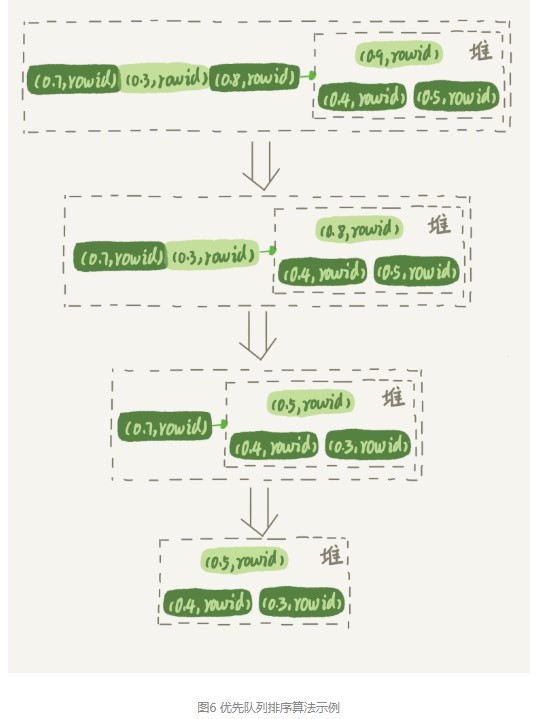 (0.9,rowid) 堆
(0.7,rowid) (0.3,rowid) (0.8,rowid)
(0.4,rowid) (0.5,rowid)
(0.8,rowid) 堆
(0.7,rowid) (0.3,rowid)
(0.4,rowid) (0.5,rowid)
(0.5,rowid) 堆
(0.7,rowid)
(0.4,rowid) (0.3,rowid)
(0.5,rowid) 堆
(0.4,rowid) (0.3,rowid)
图6 优先队列排序算法示例